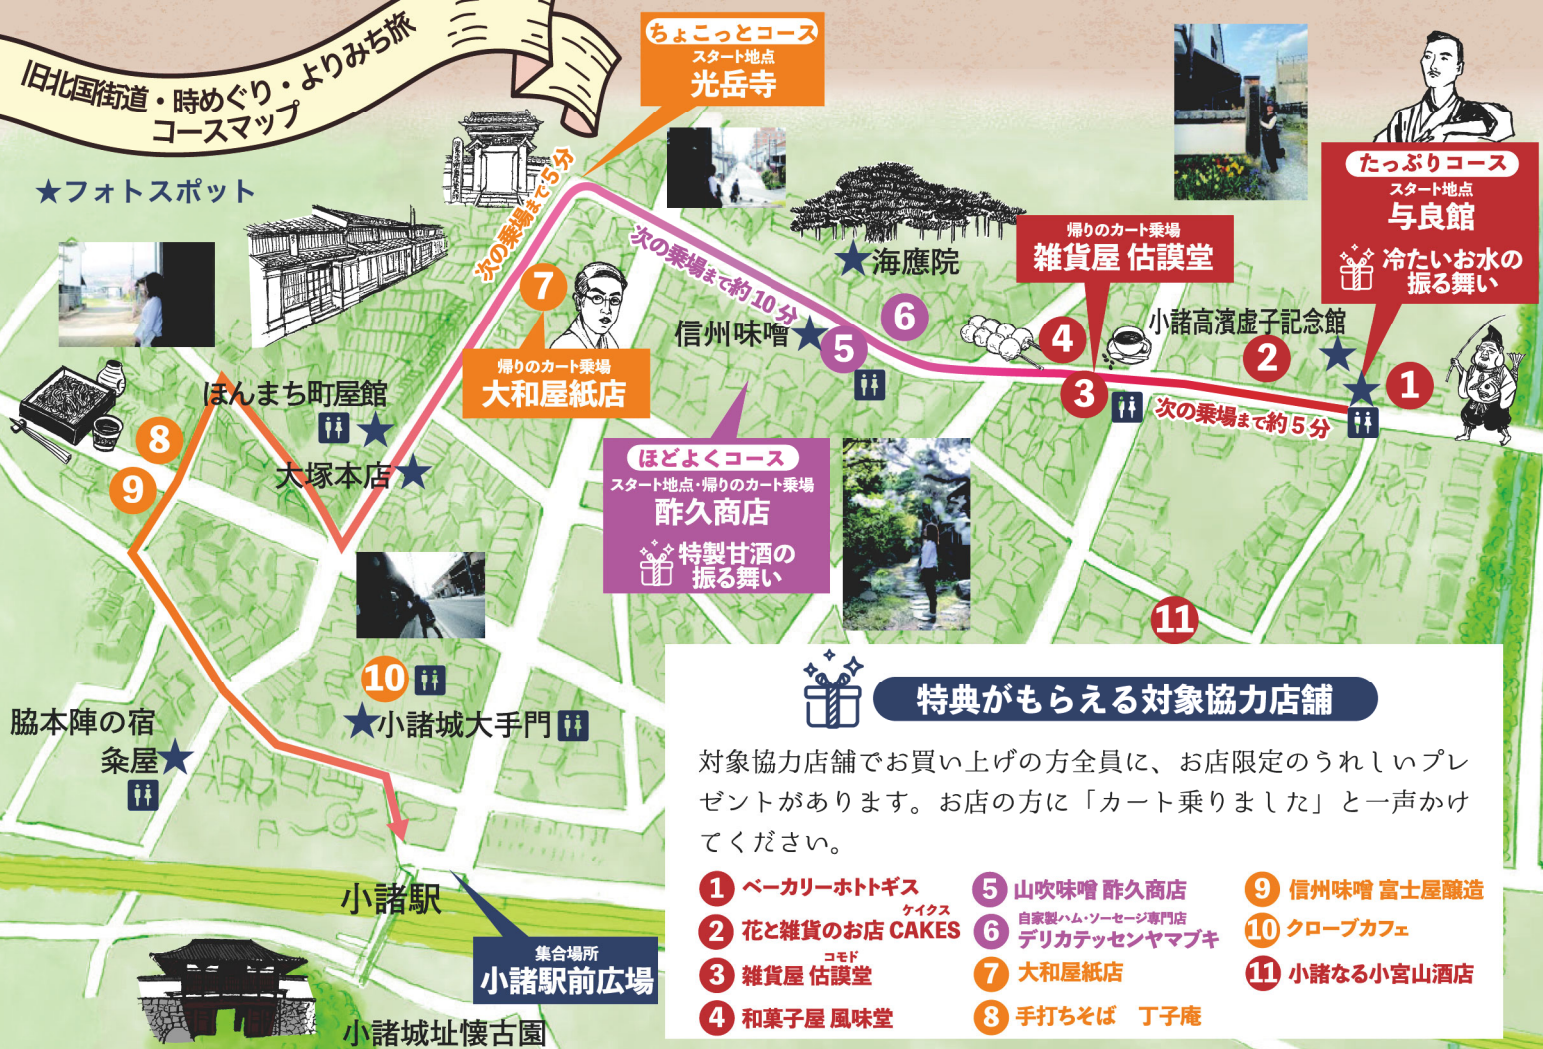 旧北国街道・時めぐり・よりみち旅
コースマップ
★フォトスポット
ちょこっとコース
スタート地点
光岳寺
たっぷりコース
スタート地点
与良館
冷たいお水の
振る舞い
帰りのカート乗場
雑貨屋 估謨堂
次の乗場まで5分
次の乗場まで約10分
次の乗場まで約5分
海應院
信州味噌
小諸高濱虚子記念館
7
6
5
4
3
2
1
帰りのカート乗場
大和屋紙店
ほんまち町屋館
大塚本店
8
9
ほどよくコース
スタート地点・帰りのカート乗場
酢久商店
特製甘酒の
振る舞い
11
10
小諸城大手門
脇本陣の宿
粂屋
小諸駅
集合場所
小諸駅前広場
小諸城址懐古園
特典がもらえる対象協力店舗
対象協力店舗でお買い上げの方全員に、お店限定のうれしいプレ
ゼントがあります。お店の方に「カート乗りました」と一声かけ
てください。
1 ベーカリーホトトギス
ケイクス
2 花と雑貨のお店 CAKES
コモド
3 雑貨屋 估謨堂
4 和菓子屋 風味堂
5 山吹味噌 酢久商店
自家製ハム・ソーセージ専門店
6 デリカテッセンヤマブキ
7 大和屋紙店
8 手打ちそば 丁子庵
9 信州味噌 富士屋醸造
10 クローブカフェ
11 小諸なる小宮山酒店